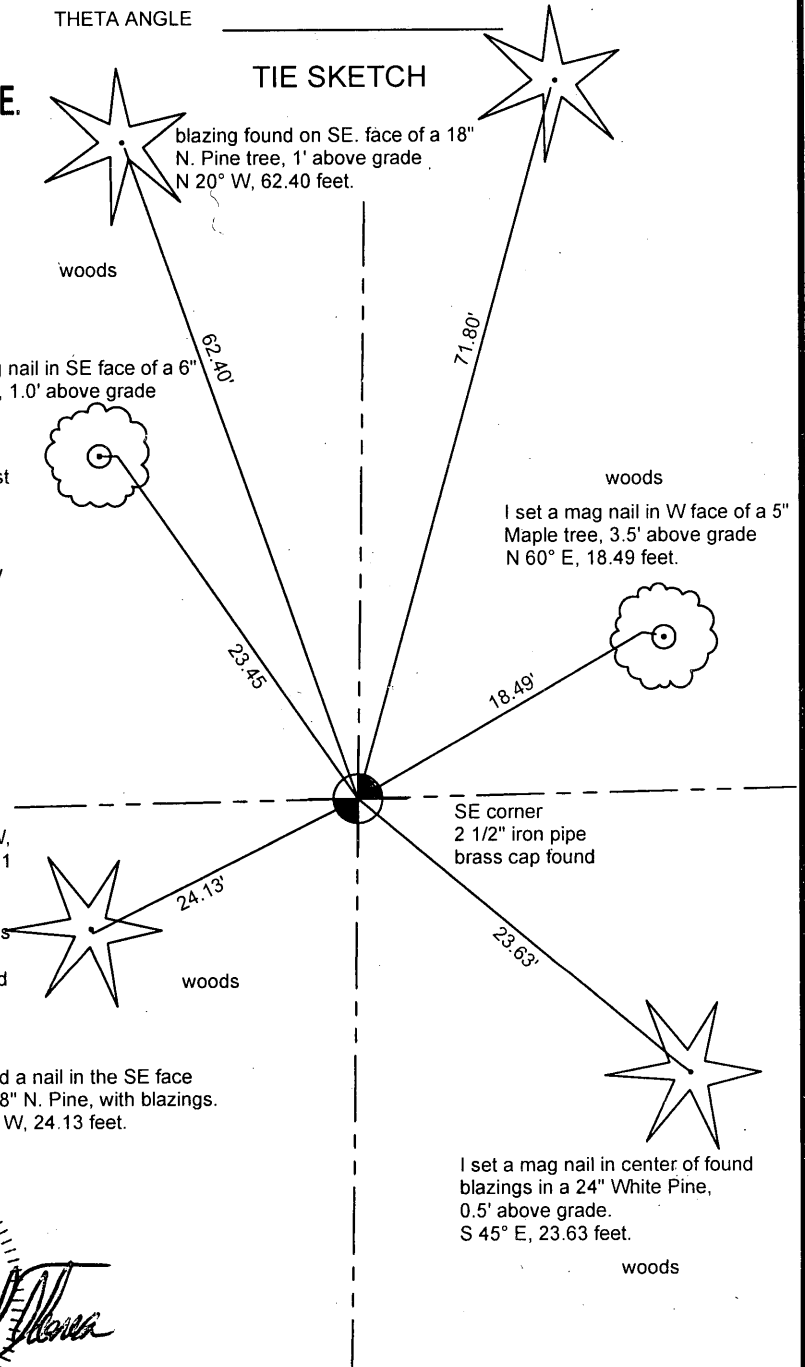 THETA ANGLE
TIE SKETCH
E.
blazing found on SE. face of a 18"
N. Pine tree, 1' above grade
N 20° W, 62.40 feet.
woods
62.40'
71.80'
nail in SE face of a 6"
, 1.0' above grade
st
woods
I set a mag nail in W face of a 5"
Maple tree, 3.5' above grade
N 60° E, 18.49 feet.
23.45
18.49'
SE corner
2 1/2" iron pipe
brass cap found
1
24.13'
s
23.63'
d
woods
d a nail in the SE face
8" N. Pine, with blazings.
W, 24.13 feet.
I set a mag nail in center of found
blazings in a 24" White Pine,
0.5' above grade.
S 45° E, 23.63 feet.
woods